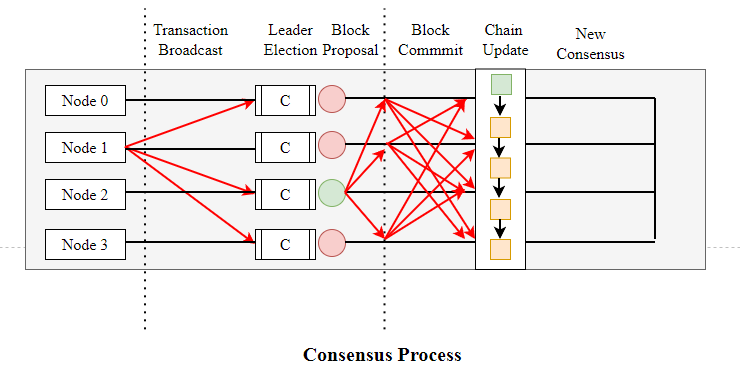 Transaction
Broadcast
Leader
Election
Block
Proposal
Block
Commmit
Chain
Update
New
Consensus
Node 0
C
Node 1
C
Node 2
C
Node 3
C
Consensus Process